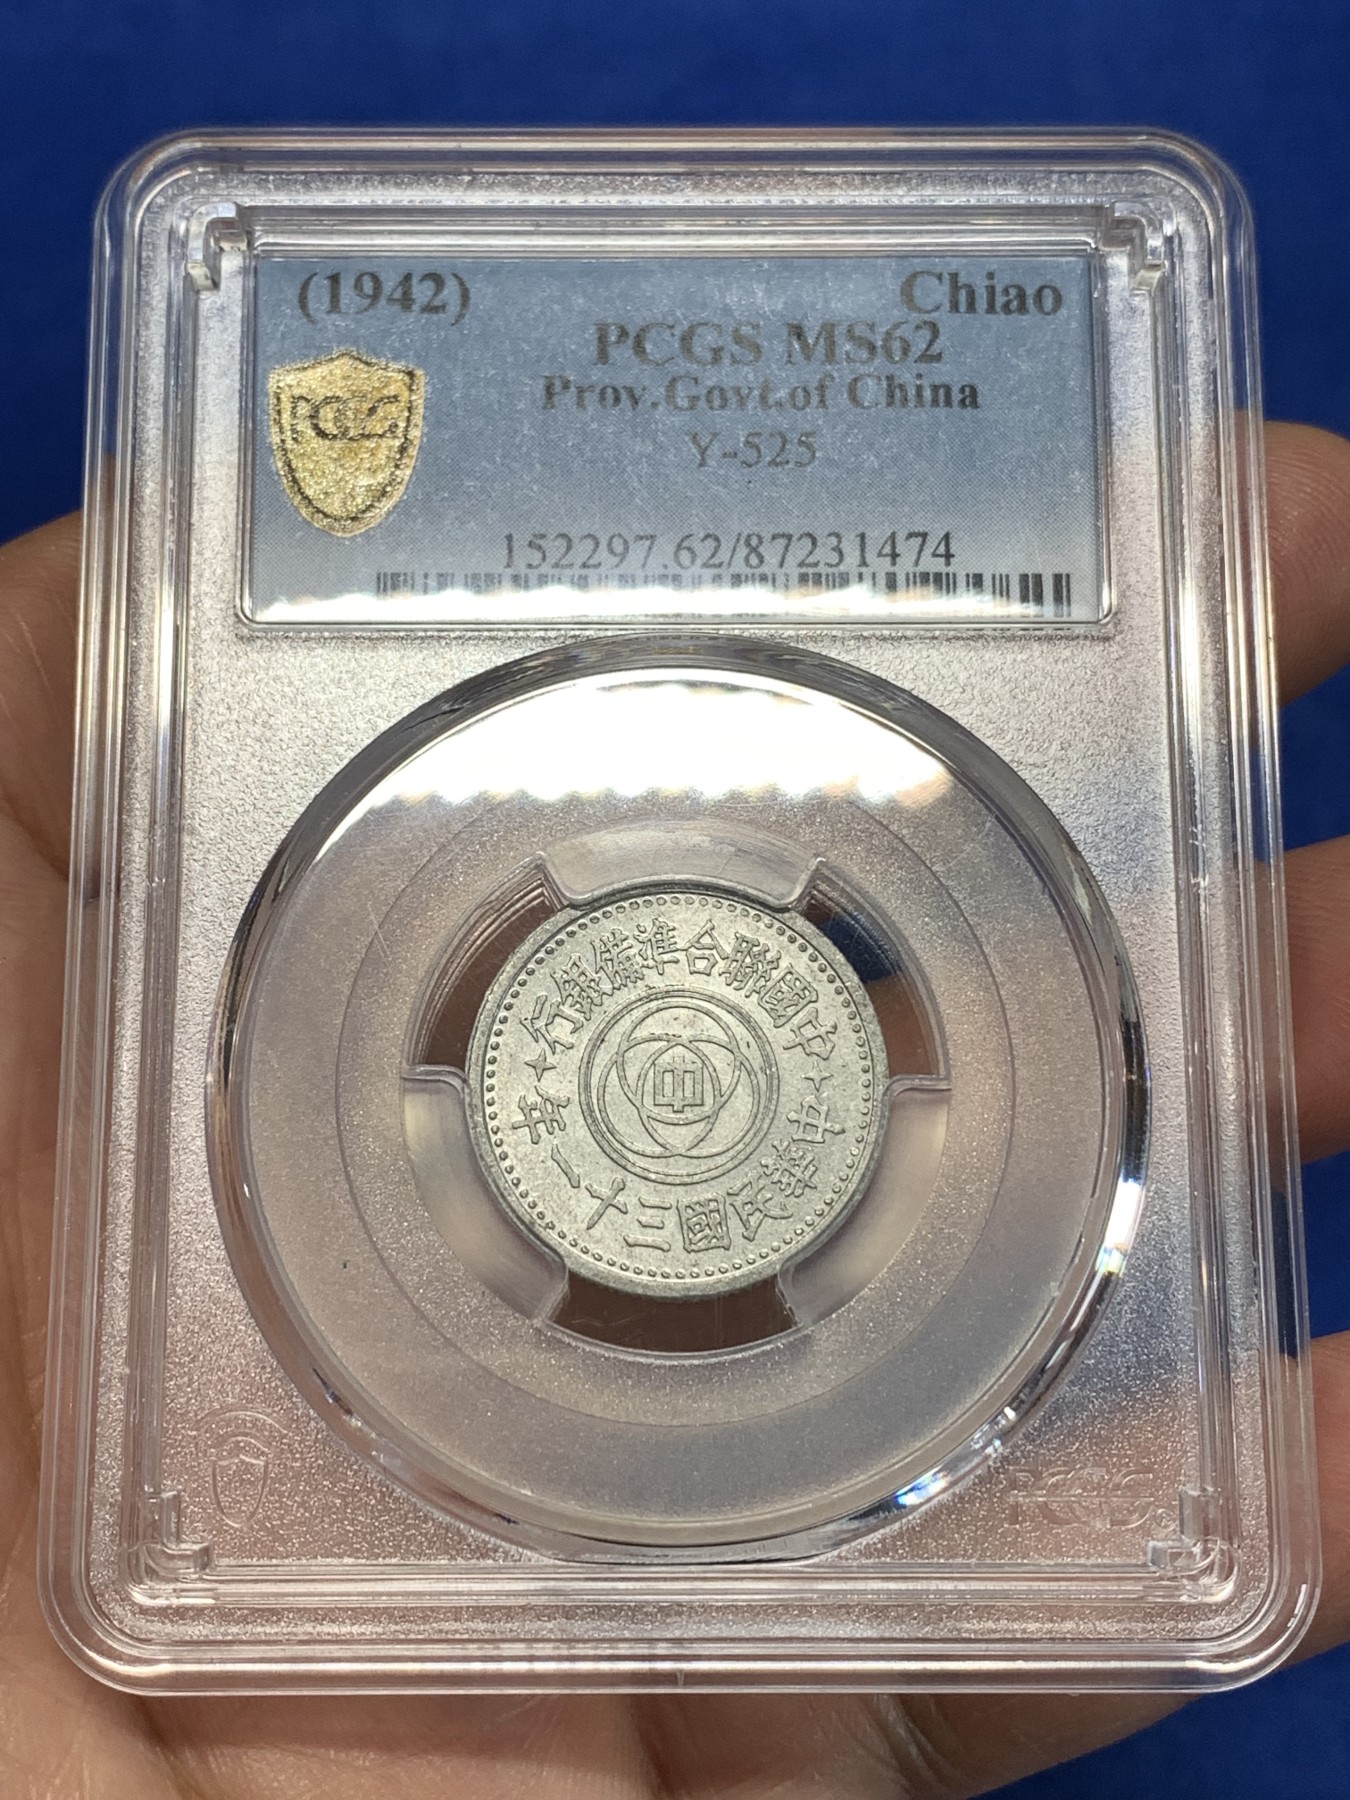 (1942) Chiao
PCGS MS62
Prov.Govt.of China
Y-525
152297.62/87231474
PCGS
中國聯合準備銀行
中華民國三十一年
PCGS